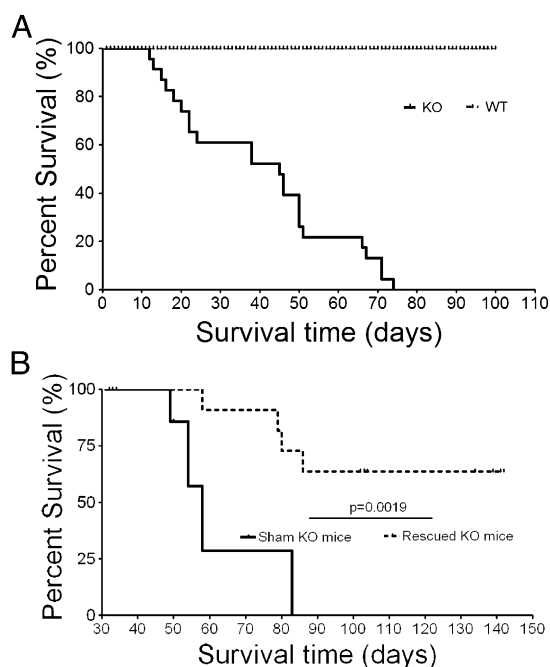 A
Percent Survival (%)
100
80
60
40
20
0
KO WT
0 10 20 30 40 50 60 70 80 90 100 110
Survival time (days)
B
Percent Survival (%)
100
75
50
25
0
p=0.0019
Sham KO mice Rescued KO mice
30 40 50 60 70 80 90 100 110 120 130 140 150
Survival time (days)